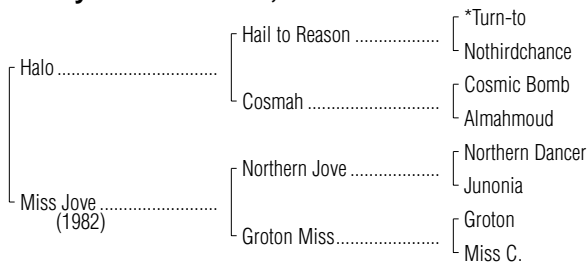 *Turn-to
Hail to Reason
Nothirdchance
Halo
Cosmic Bomb
Cosmah
Almahmoud
Northern Dancer
Northern Jove
Junonia
Miss Jove
(1982)
Groton
Groton Miss
Miss C.